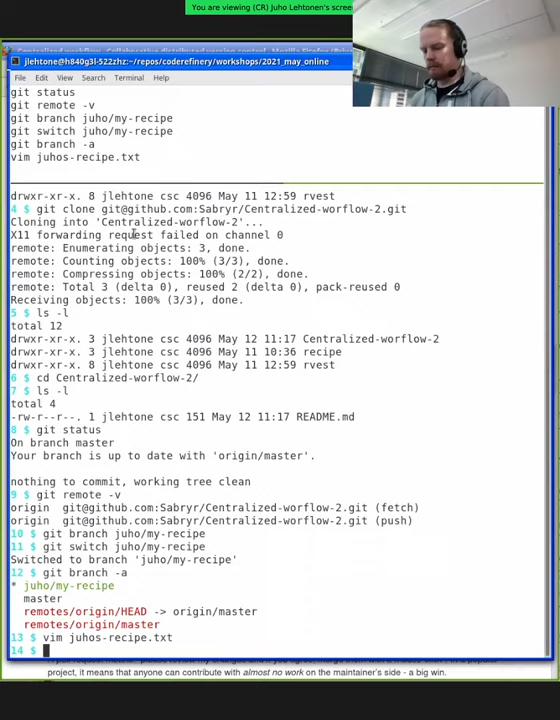 You are viewing (CR) Juho Lehtonen's scree
jlehtone@h840g3l-522zhz:~/repos/coderefinery/workshops/2021_may_online
File Edit View Search Terminal Help
git status
git remote -v
git branch juho/my-recipe
git switch juho/my-recipe
git branch -a
vim juhos-recipe.txt
drwxr-xr-x. 8 jlehtone csc 4096 May 11 12:59 rvest
4 $ git clone git@github.com:Sabryr/Centralized-worflow-2.git
Cloning into 'Centralized-worflow-2'...
X11 forwarding request failed on channel 0
remote: Enumerating objects: 3, done.
remote: Counting objects: 100% (3/3), done.
remote: Compressing objects: 100% (2/2), done.
remote: Total 3 (delta 0), reused 2 (delta 0), pack-reused 0
Receiving objects: 100% (3/3), done.
5 $ ls -l
total 12
drwxr-xr-x. 3 jlehtone csc 4096 May 12 11:17 Centralized-worflow-2
drwxr-xr-x. 3 jlehtone csc 4096 May 11 10:36 recipe
drwxr-xr-x. 8 jlehtone csc 4096 May 11 12:59 rvest
6 $ cd Centralized-worflow-2/
7 $ ls -l
total 4
-rw-r--r--. 1 jlehtone csc 151 May 12 11:17 README.md
8 $ git status
On branch master
Your branch is up to date with 'origin/master'.
nothing to commit, working tree clean
9 $ git remote -v
origin git@github.com:Sabryr/Centralized-worflow-2.git (fetch)
origin git@github.com:Sabryr/Centralized-worflow-2.git (push)
10 $ git branch juho/my-recipe
11 $ git switch juho/my-recipe
Switched to branch 'juho/my-recipe'
12 $ git branch -a
* juho/my-recipe
master
remotes/origin/HEAD -> origin/master
remotes/origin/master
13 $ vim juhos-recipe.txt
14 $
project, it means that anyone can contribute with almost no work on the maintainer's side - a big win.